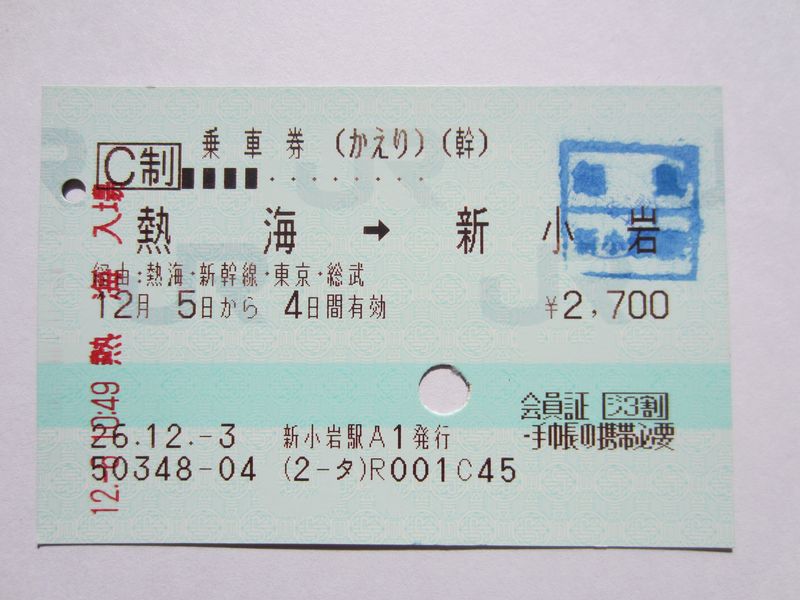 乗車券 (かえり) (幹)
C制
熱海 → 新小岩
経由:熱海・新幹線・東京・総武
12月 5日から 4日間有効 ¥2,700
会員証 ジ3割
-手帳の携帯必要
26.12.-3 新小岩駅A1発行
50348-04 (2-タ)R001C45
熱海 入場